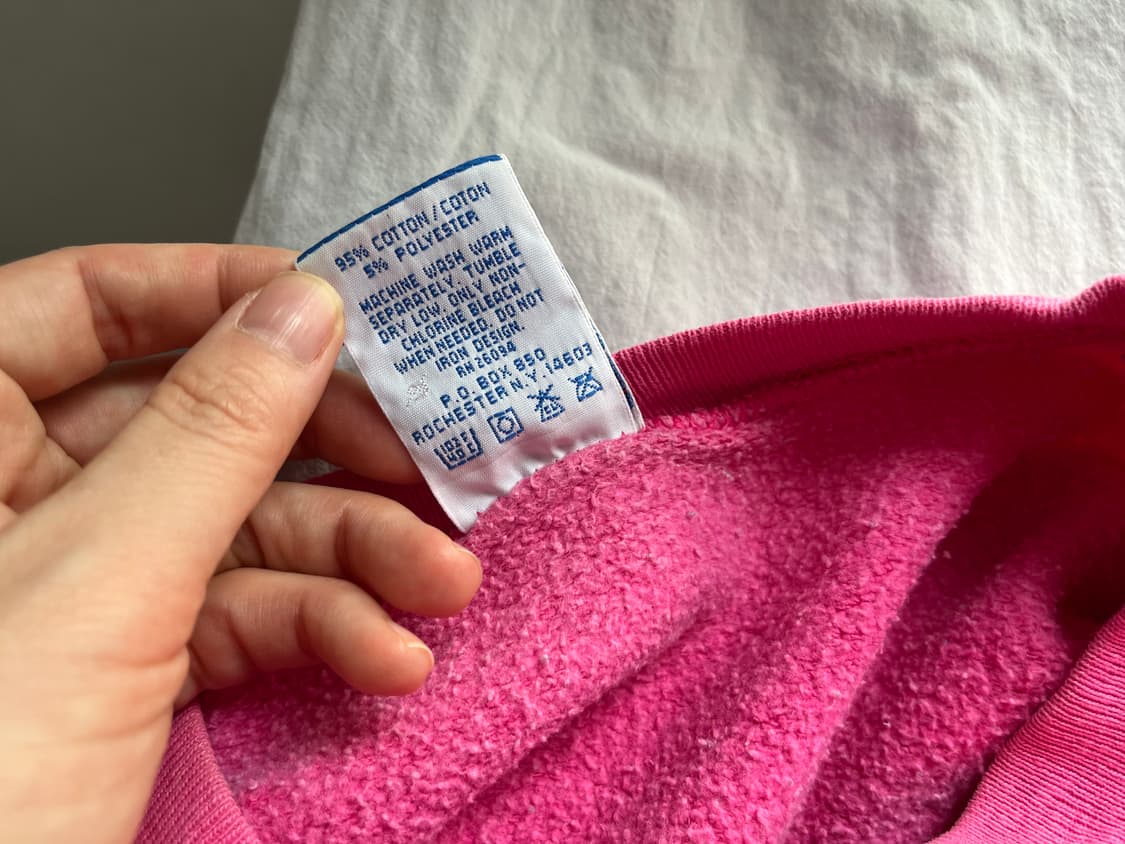 95% COTTON / COTON
5% POLYESTER
MACHINE WASH WARM
SEPARATELY, TUMBLE
DRY LOW, ONLY NON-
CHLORINE BLEACH
WHEN NEEDED. DO NOT
IRON DESIGN.
RN 26094
P.O. BOX 850
ROCHESTER N.Y. 14603